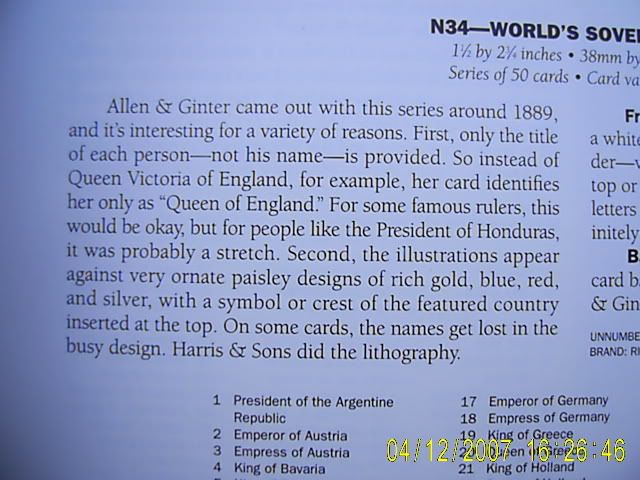 N34—WORLD'S SOVE
1½ by 2¾ inches • 38mm by
Series of 50 cards • Card va
Allen & Ginter came out with this series around 1889,
and it's interesting for a variety of reasons. First, only the title
of each person—not his name—is provided. So instead of
Queen Victoria of England, for example, her card identifies
her only as “Queen of England.” For some famous rulers, this
would be okay, but for people like the President of Honduras,
it was probably a stretch. Second, the illustrations appear
against very ornate paisley designs of rich gold, blue, red,
and silver, with a symbol or crest of the featured country
inserted at the top. On some cards, the names get lost in the
busy design. Harris & Sons did the lithography.
Fr
a white
der—v
top or
letters
initely
Ba
card b
& Gin
UNNUMBE
BRAND: RI
1 President of the Argentine
Republic
2 Emperor of Austria
3 Empress of Austria
4 King of Bavaria
17 Emperor of Germany
18 Empress of Germany
19 King of Greece
Queen of Greece
21 King of Holland
04/12/2007 16:26:46